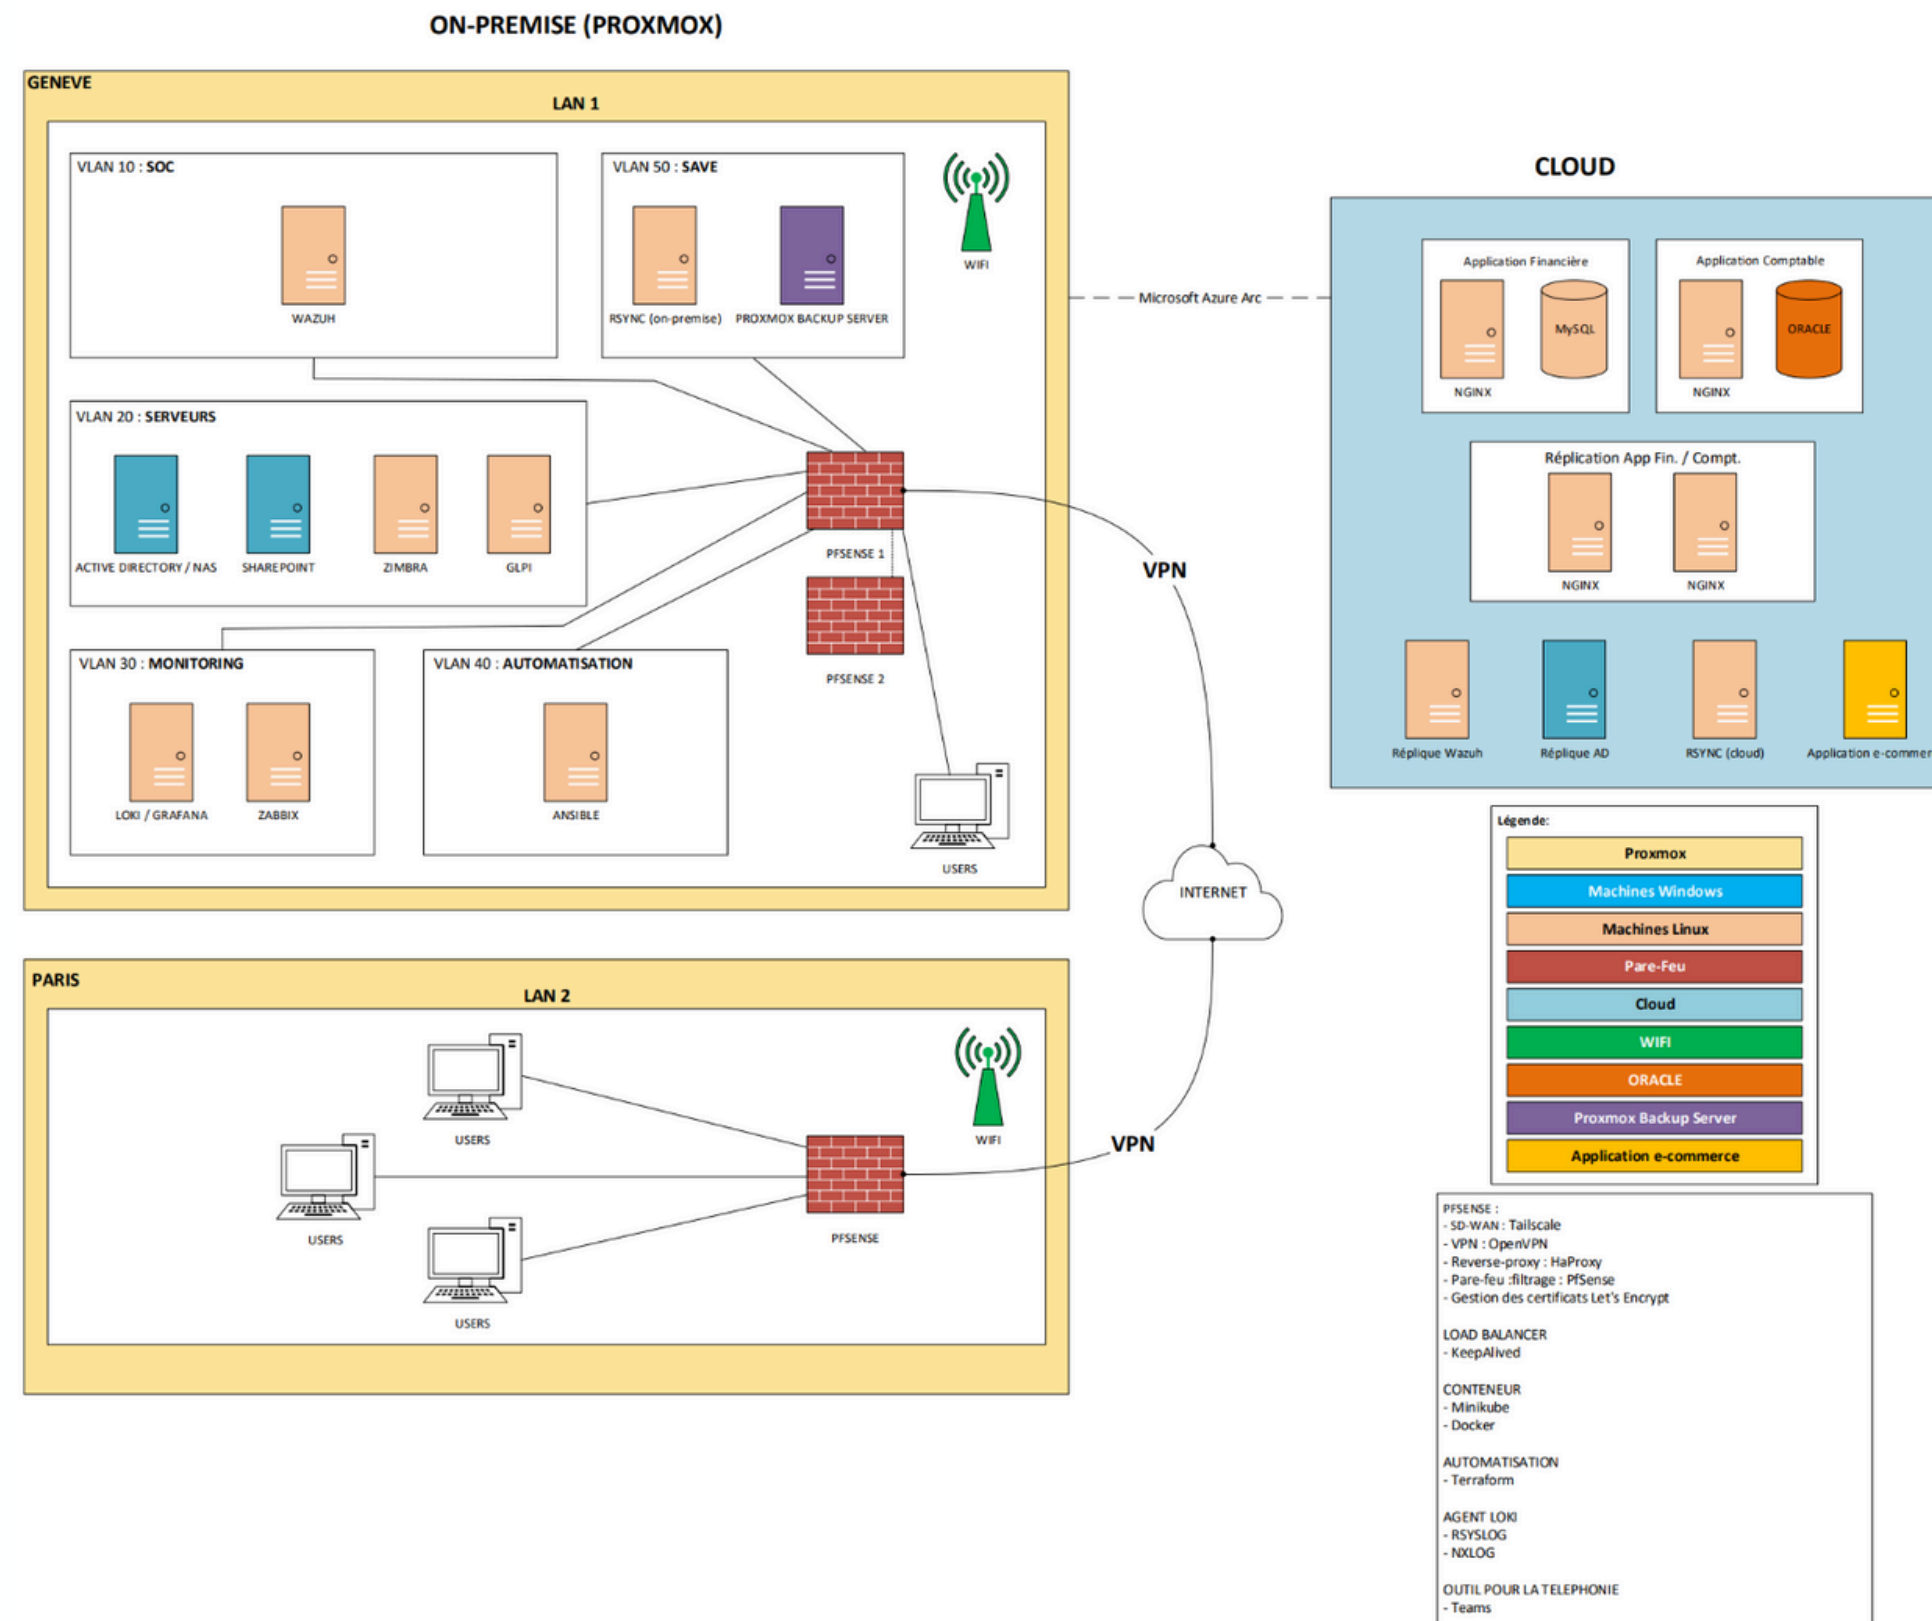 ON-PREMISE (PROXMOX)
GENEVE
LAN 1
VLAN 10 : SOC
WAZUH
VLAN 50 : SAVE
RSYNC (on-premise)
PROXMOX BACKUP SERVER
WIFI
VLAN 20 : SERVEURS
ACTIVE DIRECTORY / NAS
SHAREPOINT
ZIMBRA
GLPI
PFSENSE 1
PFSENSE 2
VLAN 30 : MONITORING
LOKI / GRAFANA
ZABBIX
VLAN 40 : AUTOMATISATION
ANSIBLE
USERS
Microsoft Azure Arc
VPN
INTERNET
VPN
PARIS
LAN 2
USERS
USERS
USERS
WIFI
PFSENSE
CLOUD
Application Financière
NGINX
MySQL
Application Comptable
NGINX
ORACLE
Réplication App Fin. / Compt.
NGINX
NGINX
Réplique Wazuh
Réplique AD
RSYNC (cloud)
Application e-commer
Légende:
Proxmox
Machines Windows
Machines Linux
Pare-Feu
Cloud
WIFI
ORACLE
Proxmox Backup Server
Application e-commerce
PFSENSE :
- SD-WAN : Tailscale
- VPN : OpenVPN
- Reverse-proxy : HaProxy
- Pare-feu :filtrage : PfSense
- Gestion des certificats Let's Encrypt
LOAD BALANCER
- KeepAlived
CONTENEUR
- Minikube
- Docker
AUTOMATISATION
- Terraform
AGENT LOKI
- RSYSLOG
- NXLOG
OUTIL POUR LA TELEPHONIE
- Teams